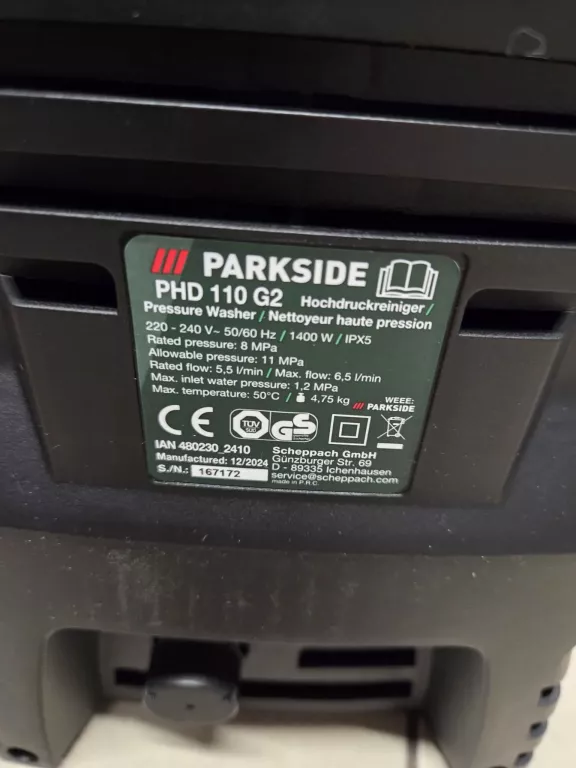 PARKSIDE
PHD 110 G2 Hochdruckreiniger/
Pressure Washer / Nettoyeur haute pression
220 - 240 V~ 50/60 Hz / 1400 W / IPX5
Rated pressure: 8 MPa
Allowable pressure: 11 MPa
Rated flow: 5,5 l/min / Max. flow: 6,5 l/min
Max. inlet water pressure: 1,2 MPa
Max. temperature: 50°C / 4,75 kg
WEEE:
PARKSIDE
CE TÜV SÜD GS
IAN 480230_2410
Manufactured: 12/2024
S./N.: 167172
Scheppach GmbH
Günzburger Str. 69
D - 89335 Ichenhausen
service@scheppach.com
made in P.R.C.